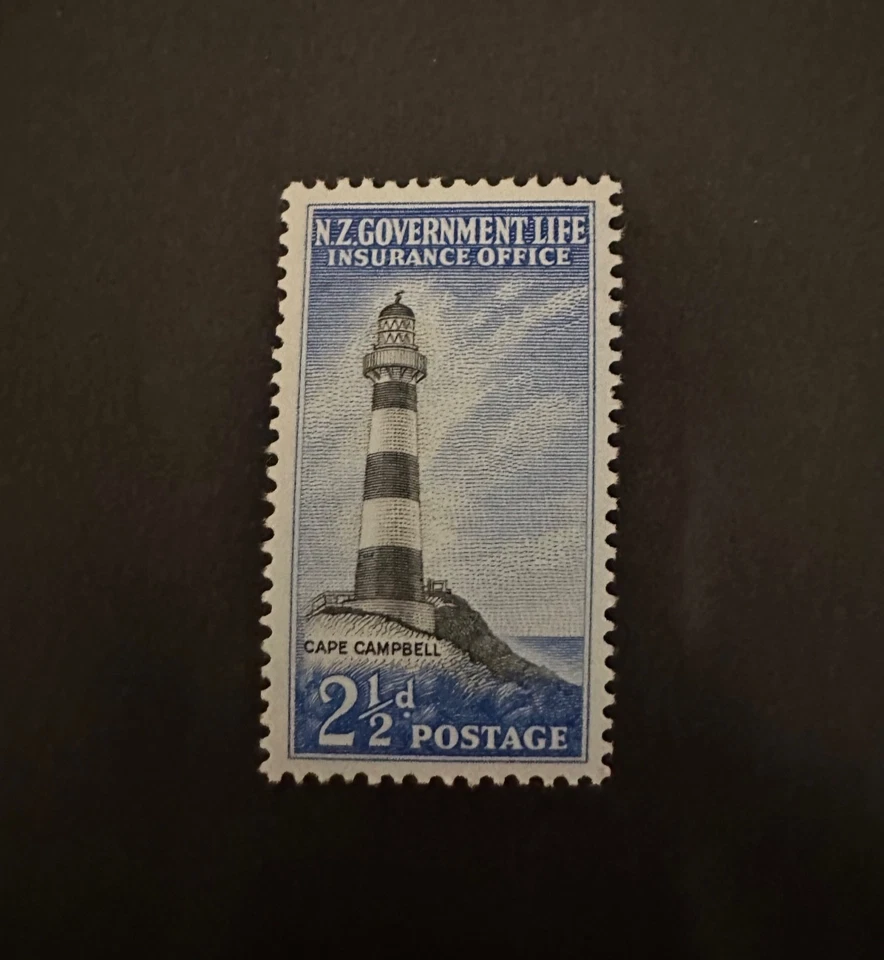 N.Z. GOVERNMENT LIFE
INSURANCE OFFICE
CAPE CAMPBELL
2½d.
POSTAGE